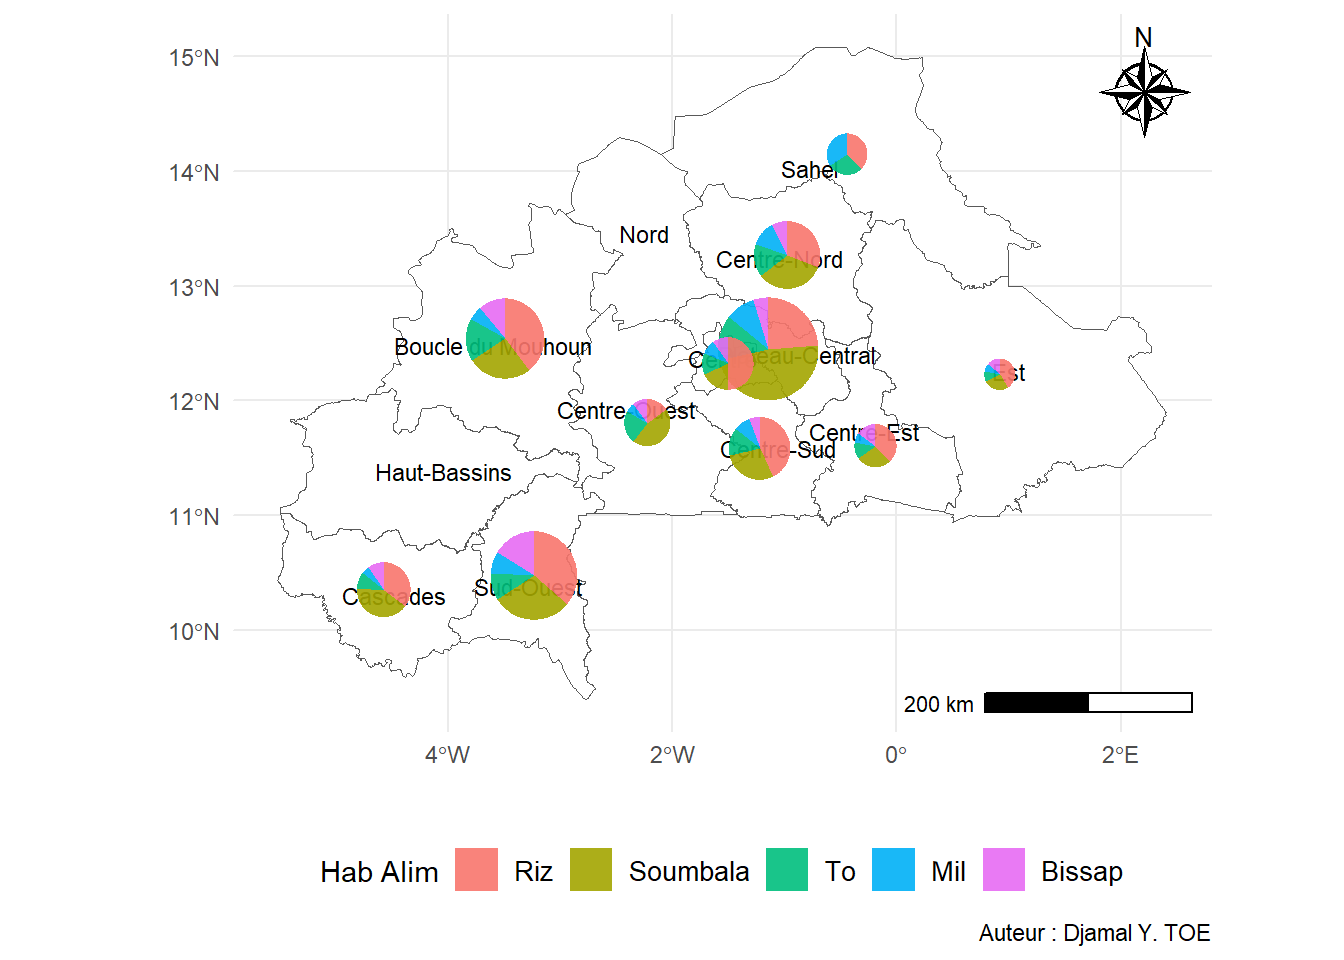 N
15°N
14°N
13°N
12°N
11°N
10°N
Sahel
Nord
Centre-Nord
Boucle du Mouhoun
eau-Central
Est
Centre-Ouest
Centre-Est
Centre-Sud
Haut-Bassins
Sud-Ouest
Cascades
200 km
4°W
2°W
0°
2°E
Hab Alim Riz Soumbala To Mil Bissap
Auteur : Djamal Y. TOE